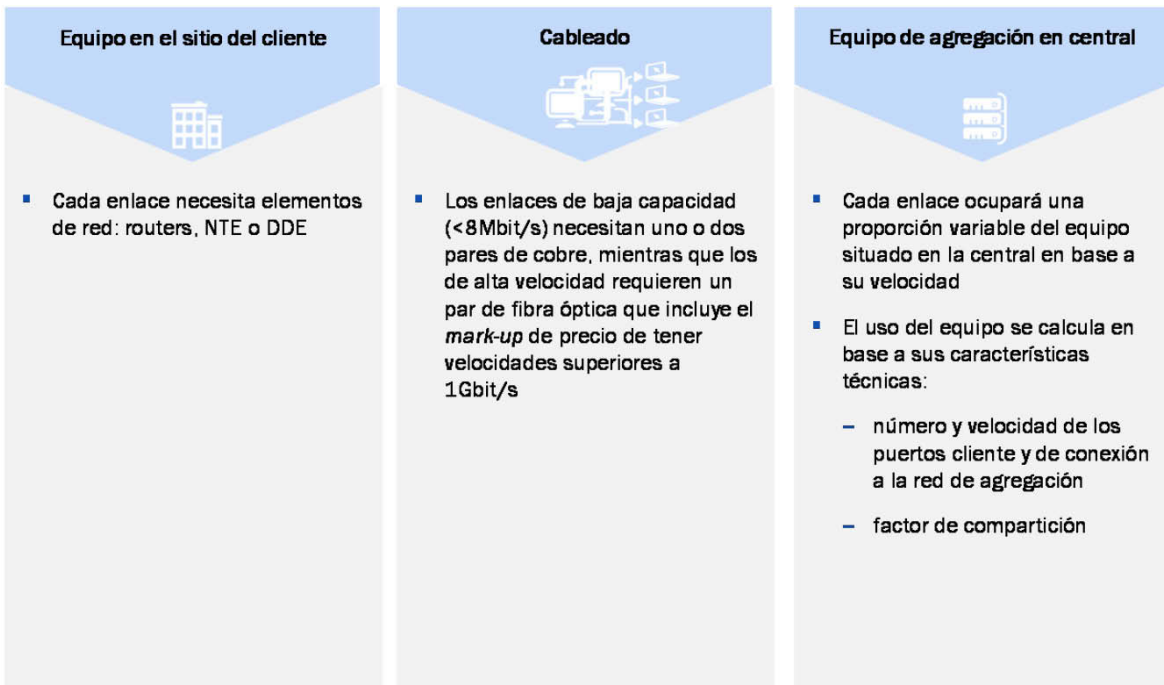 Equipo en el sitio del cliente
Cada enlace necesita elementos
de red: routers, NTE o DDE
Cableado
Los enlaces de baja capacidad
(<8Mbit/s) necesitan uno o dos
pares de cobre, mientras que los
de alta velocidad requieren un
par de fibra óptica que incluye el
mark-up de precio de tener
velocidades superiores a
1Gbit/s
Equipo de agregación en central
Cada enlace ocupará una
proporción variable del equipo
situado en la central en base a
su velocidad
El uso del equipo se calcula en
base a sus características
técnicas:
– número y velocidad de los
puertos cliente y de conexión
a la red de agregación
– factor de compartición